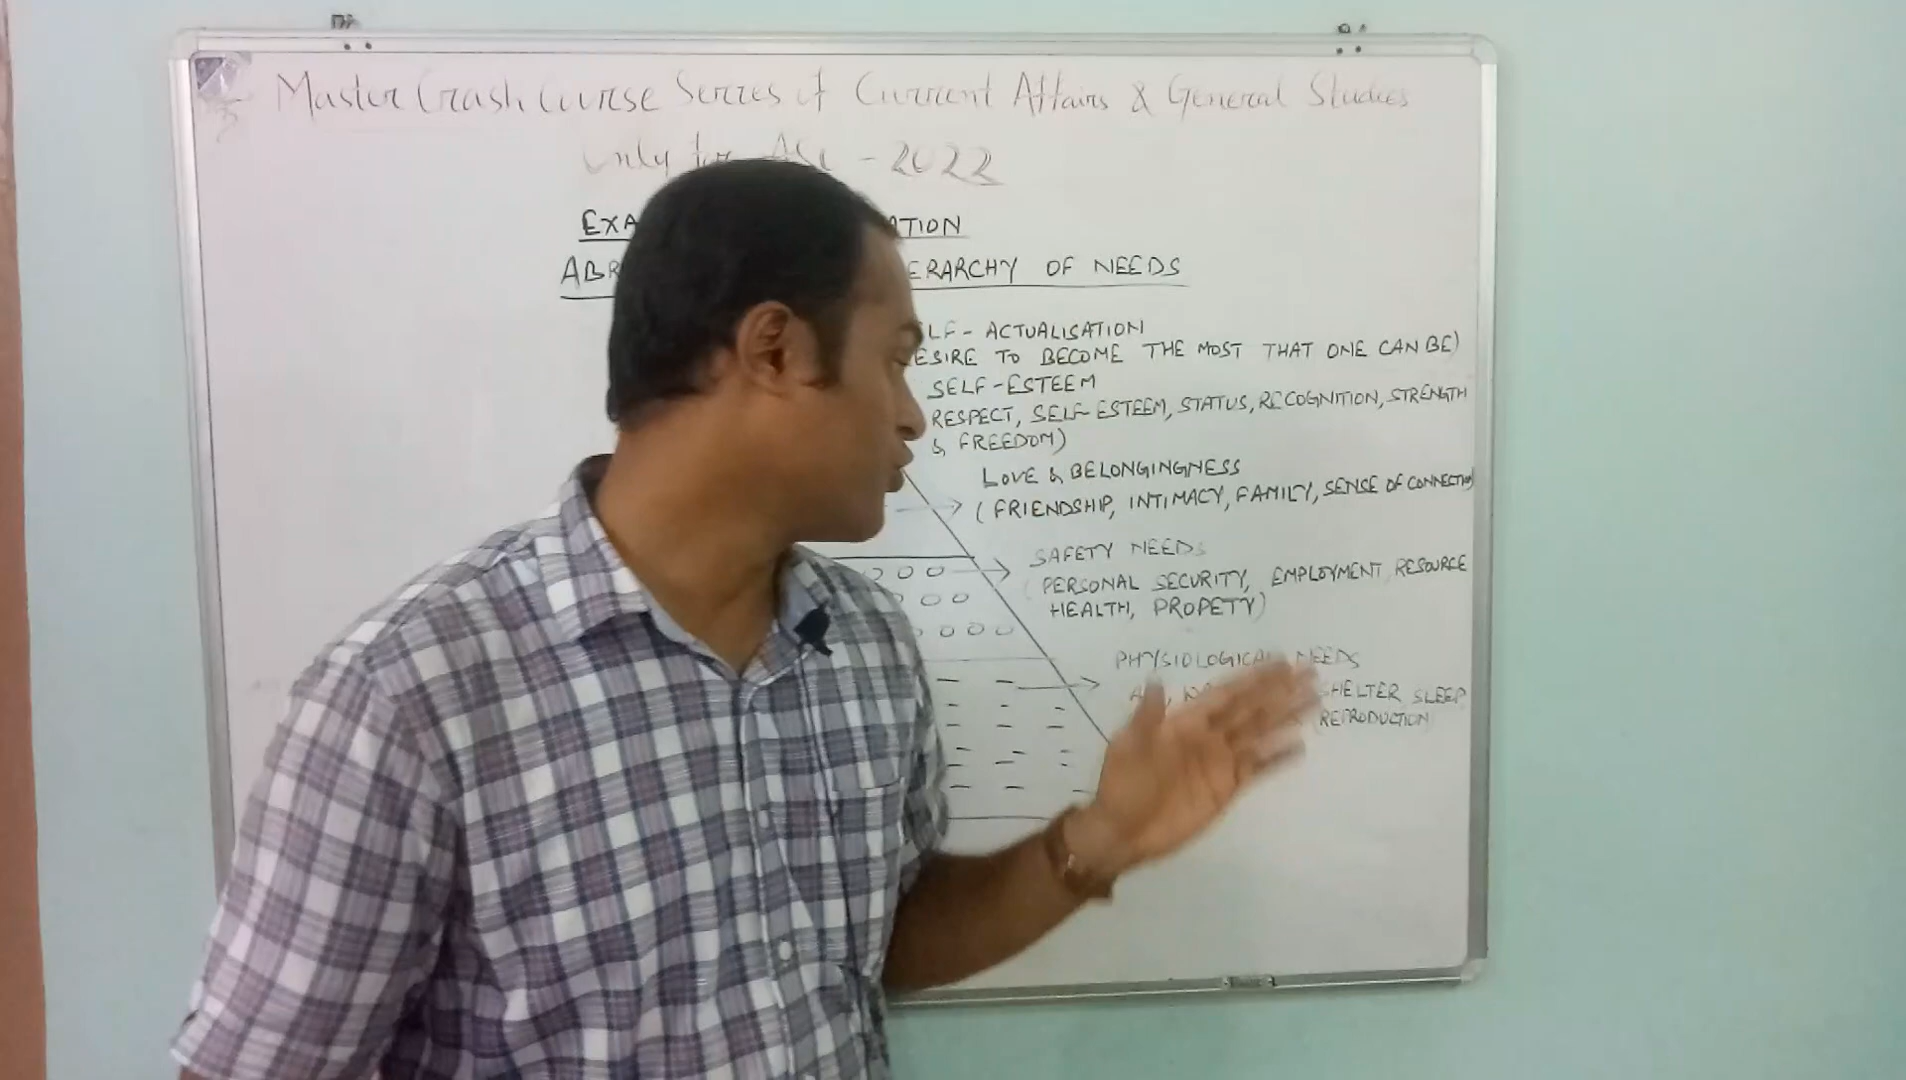 Master Crash Course Series of Current Affairs & General Studies
Only for - 2022
EXA ATION
ABR ERARCHY OF NEEDS
LF - ACTUALISATION
ESIRE TO BECOME THE MOST THAT ONE CAN BE)
SELF-ESTEEM
RESPECT, SELF ESTEEM, STATUS, RECOGNITION, STRENGTH
& FREEDOM)
LOVE & BELONGINGNESS
(FRIENDSHIP, INTIMACY, FAMILY, SENSE OF CONNECTION)
SAFETY NEEDS
(PERSONAL SECURITY, EMPLOYMENT, RESOURCE
HEALTH, PROPETY)
PHYSIOLOGICAL NEEDS
SHELTER SLEEP
REPRODUCTION)